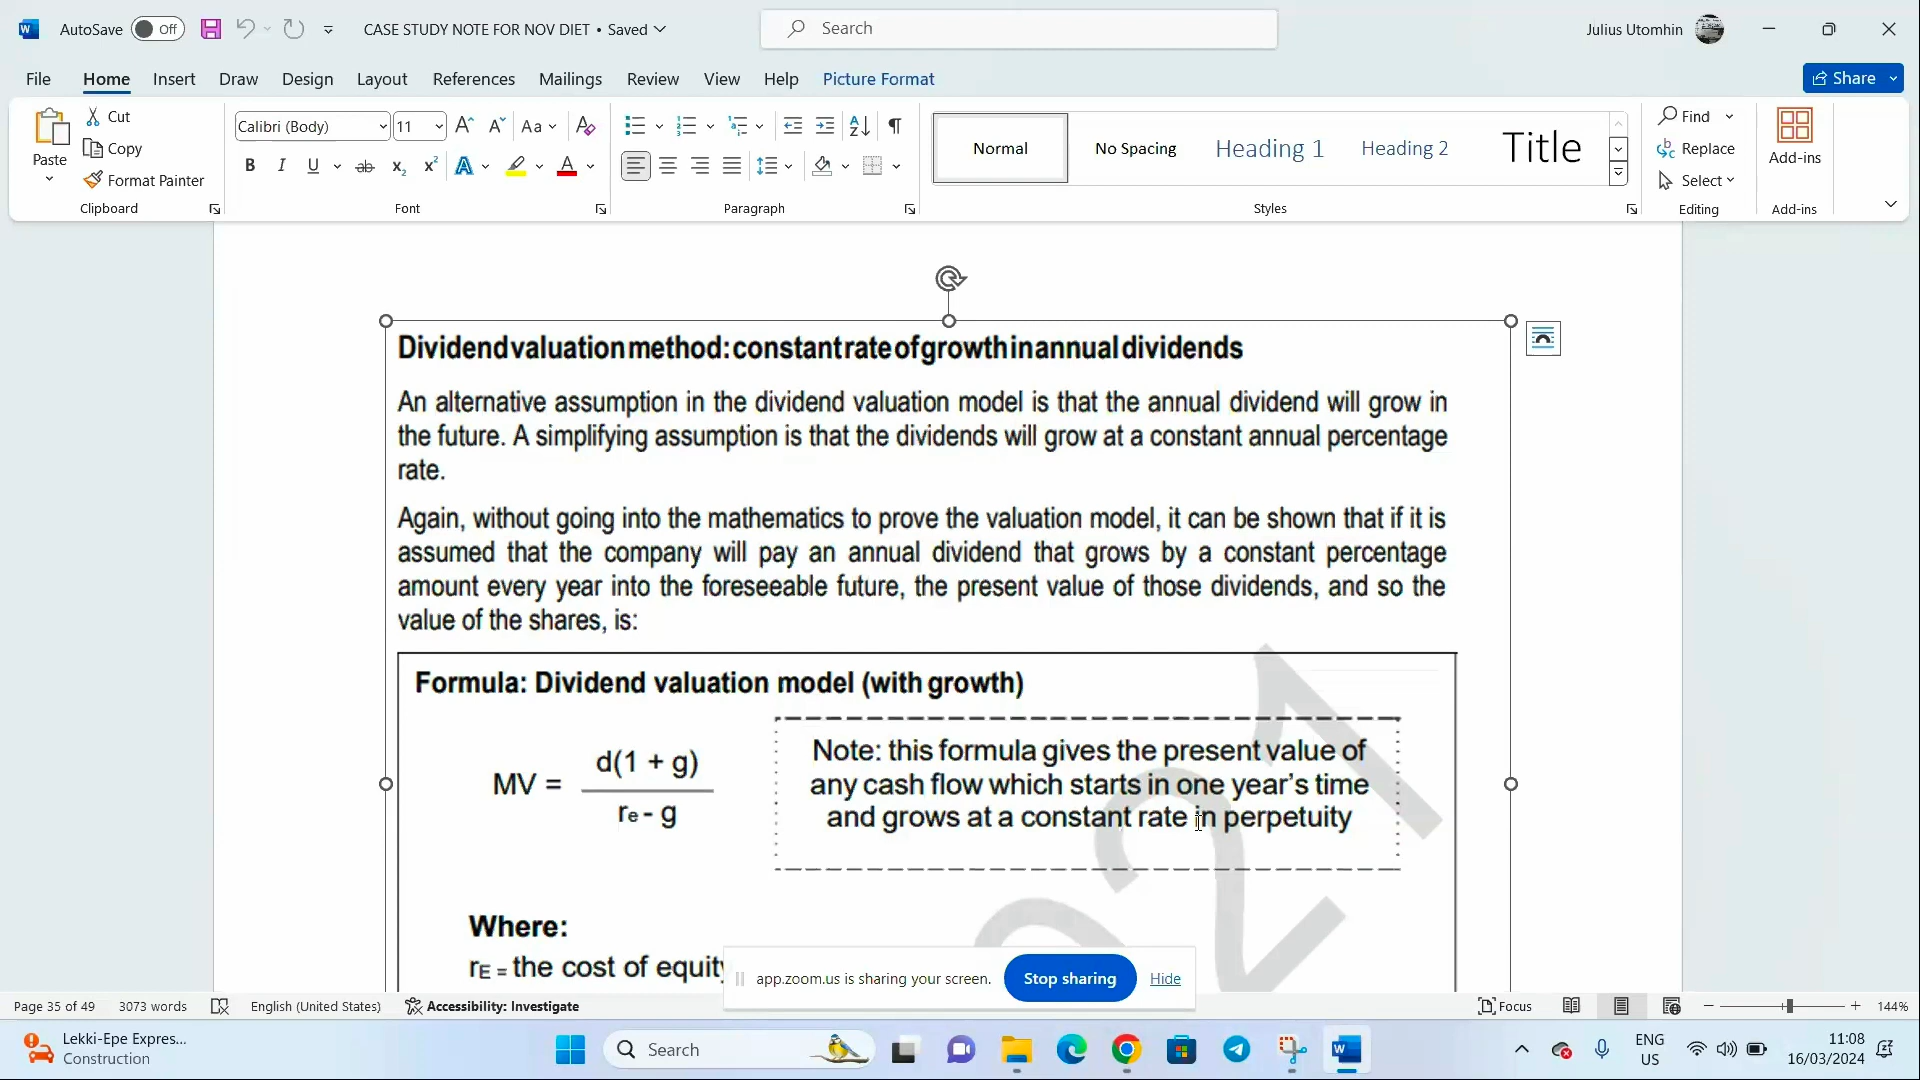 AutoSave Off CASE STUDY NOTE FOR NOV DIET • Saved Search Julius Utomhin
File Home Insert Draw Design Layout References Mailings Review View Help Picture Format Share
Paste
Cut
Copy
Format Painter
Clipboard
Calibri (Body) 11
Font
Paragraph
Normal No Spacing Heading 1 Heading 2 Title
Styles
Find
Replace
Select
Editing
Add-ins
Add-ins
Dividend valuation method: constant rate of growth in annual dividends
An alternative assumption in the dividend valuation model is that the annual dividend will grow in
the future. A simplifying assumption is that the dividends will grow at a constant annual percentage
rate.
Again, without going into the mathematics to prove the valuation model, it can be shown that if it is
assumed that the company will pay an annual dividend that grows by a constant percentage
amount every year into the foreseeable future, the present value of those dividends, and so the
value of the shares, is:
Formula: Dividend valuation model (with growth)
MV = d(1 + g)
re - g
Note: this formula gives the present value of
any cash flow which starts in one year's time
and grows at a constant rate in perpetuity
Where:
rE = the cost of equity
21
app.zoom.us is sharing your screen. Stop sharing Hide
Page 35 of 49 3073 words English (United States) Accessibility: Investigate Focus 144%
Lekki-Epe Expres...
Construction
Search
ENG
US
11:08
16/03/2024